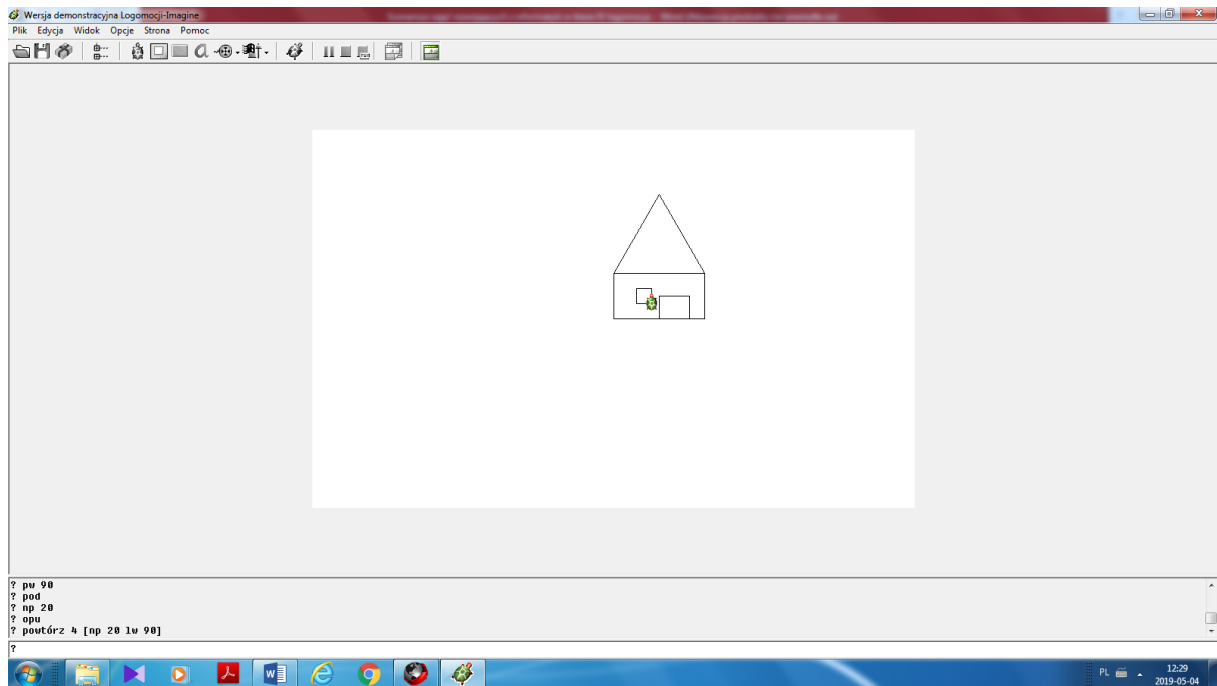 Wersja demonstracyjna Logomocji-Imagine
Plik Edycja Widok Opcje Strona Pomoc
? pw 90
? pod
? np 20
? opu
? powtórz 4 [np 20 lw 90]
?
PL 12:29
2019-05-04